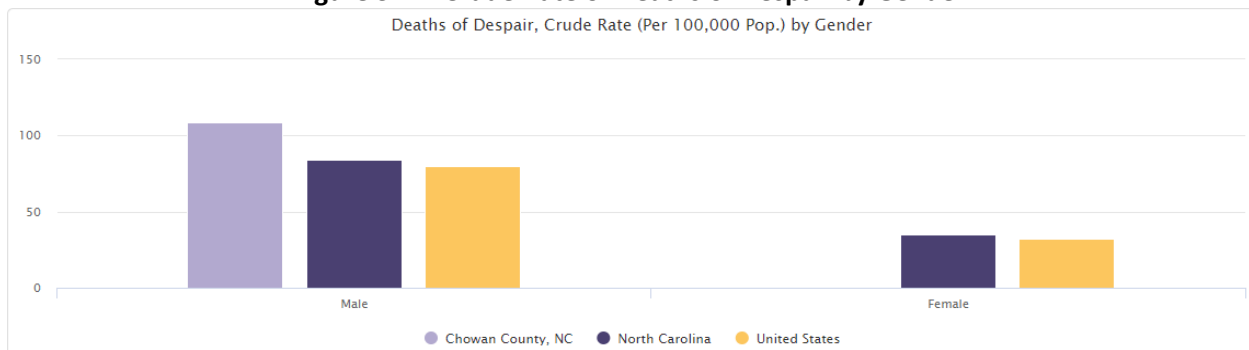 Deaths of Despair, Crude Rate (Per 100,000 Pop.) by Gender
150
100
50
0
Male Female
Chowan County, NC North Carolina United States